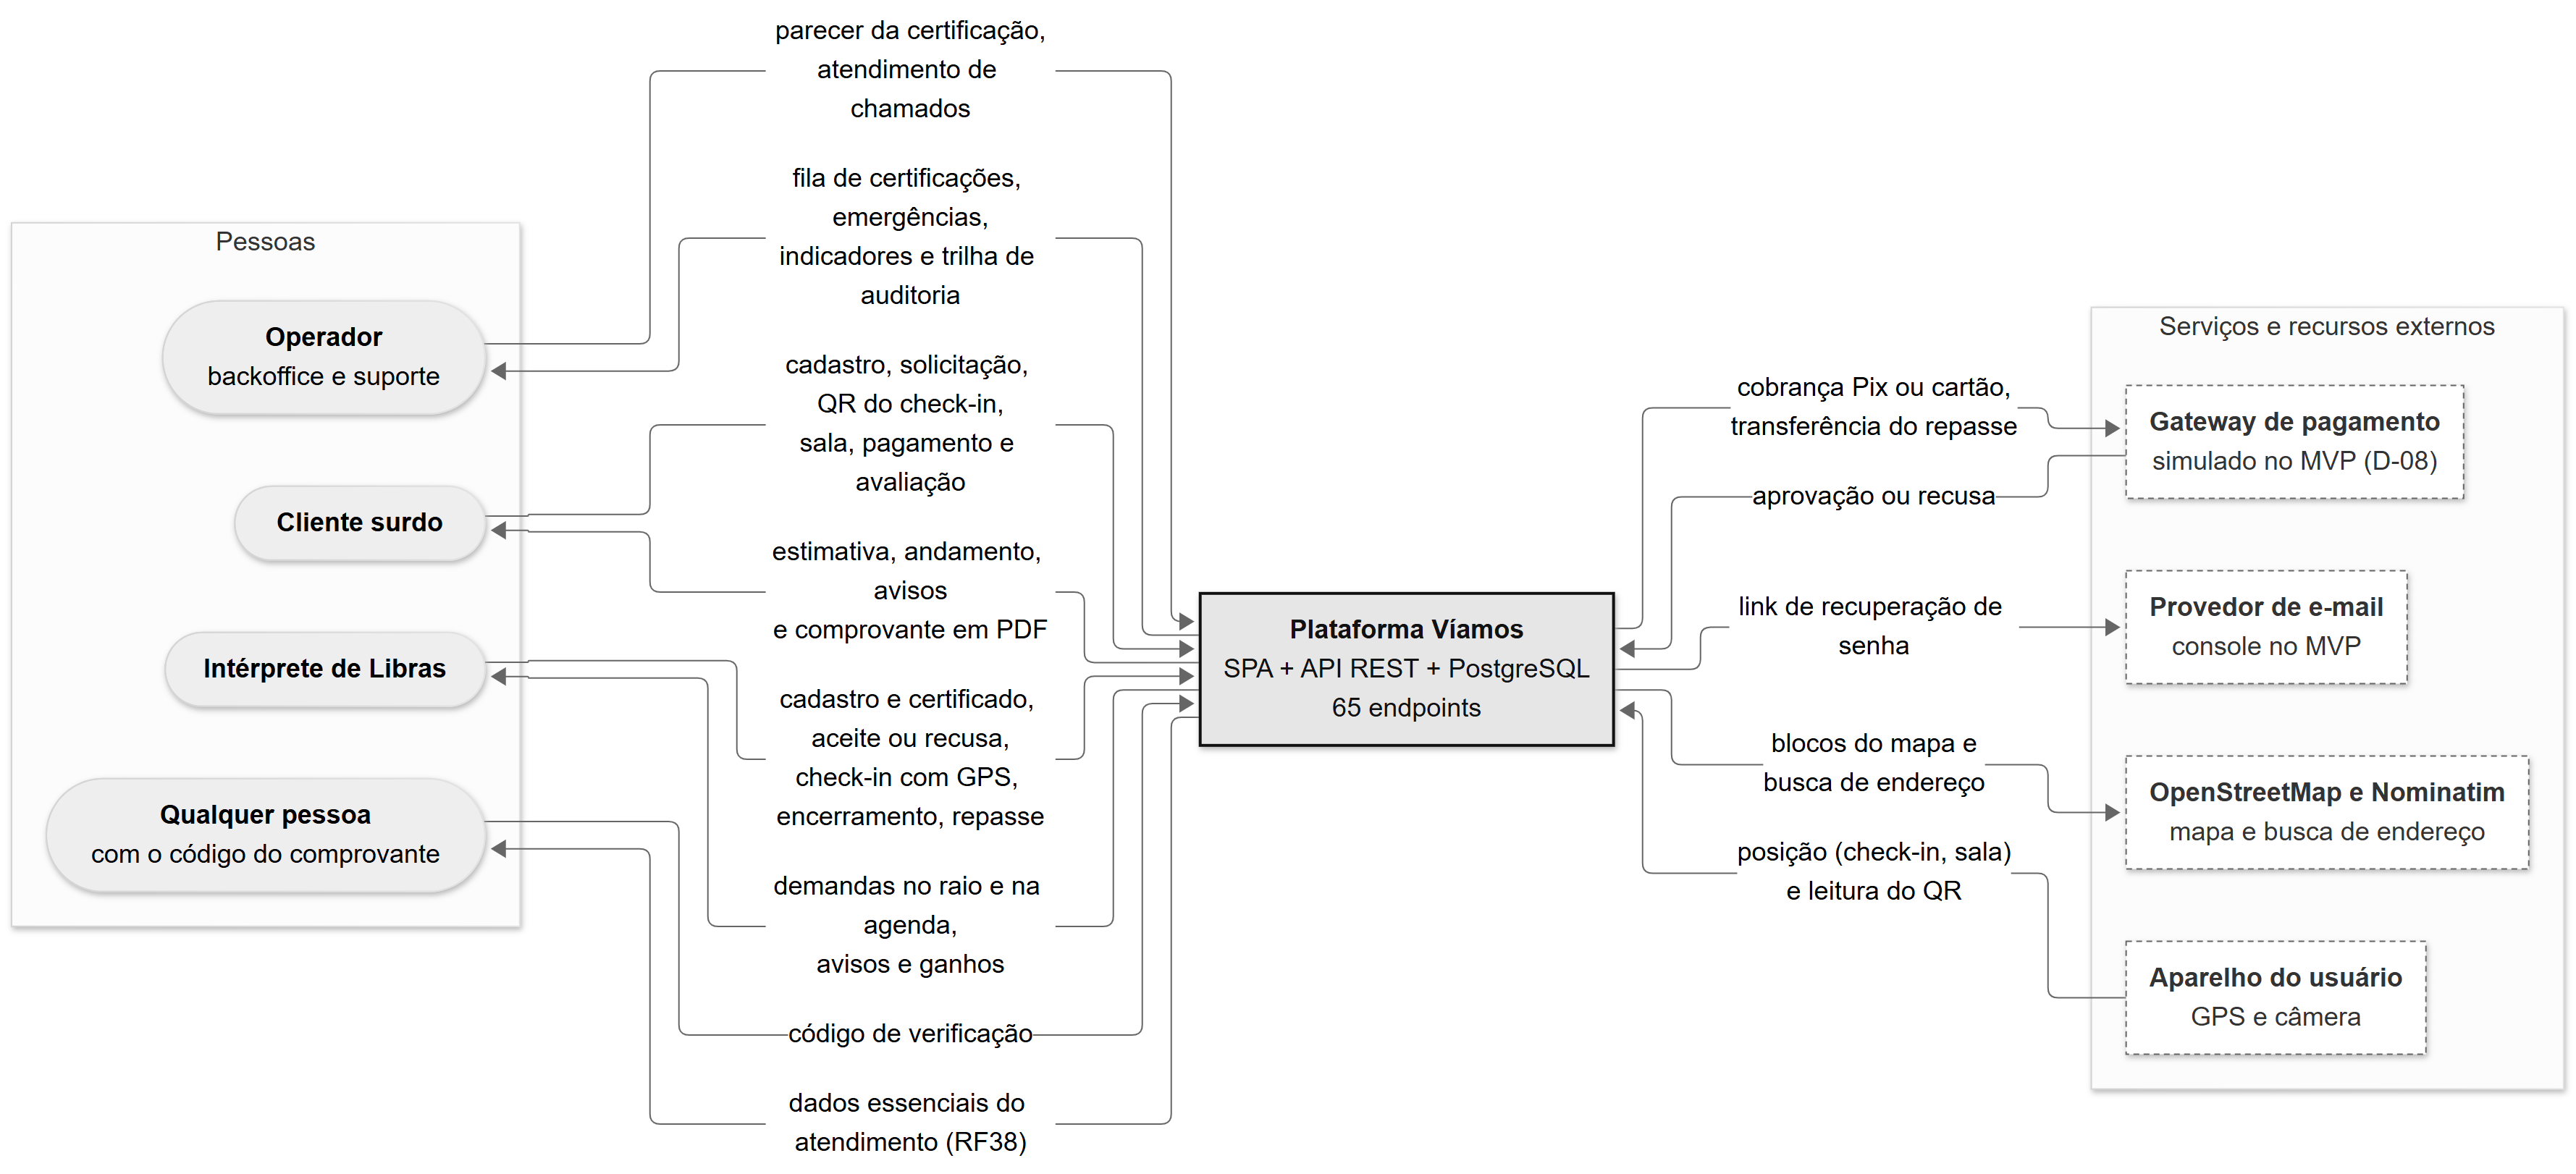 Pessoas
Operador
backoffice e suporte
Cliente surdo
Intérprete de Libras
Qualquer pessoa
com o código do comprovante
parecer da certificação,
atendimento de
chamados
fila de certificações,
emergências,
indicadores e trilha de
auditoria
cadastro, solicitação,
QR do check-in,
sala, pagamento e
avaliação
estimativa, andamento,
avisos
e comprovante em PDF
cadastro e certificado,
aceite ou recusa,
check-in com GPS,
encerramento, repasse
demandas no raio e na
agenda,
avisos e ganhos
código de verificação
dados essenciais do
atendimento (RF38)
Plataforma Víamos
SPA + API REST + PostgreSQL
65 endpoints
cobrança Pix ou cartão,
transferência do repasse
aprovação ou recusa
link de recuperação de
senha
blocos do mapa e
busca de endereço
posição (check-in, sala)
e leitura do QR
Serviços e recursos externos
Gateway de pagamento
simulado no MVP (D-08)
Provedor de e-mail
console no MVP
OpenStreetMap e Nominatim
mapa e busca de endereço
Aparelho do usuário
GPS e câmera